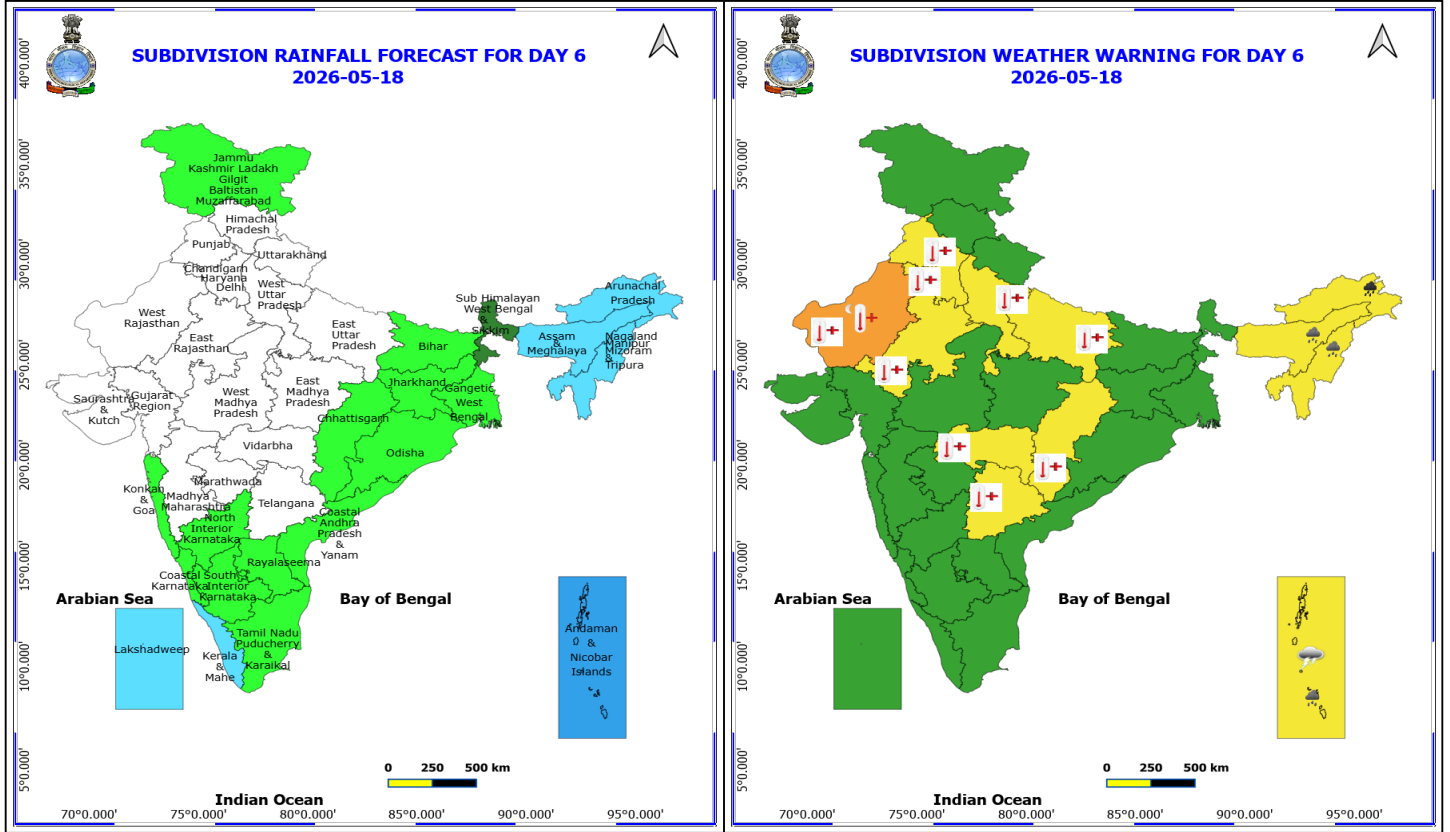 SUBDIVISION RAINFALL FORECAST FOR DAY 6
2026-05-18
40°0.000'
35°0.000'
30°0.000'
25°0.000'
20°0.000'
15°0.000'
10°0.000'
5°0.000'
Jammu
Kashmir Ladakh
Gilgit
Baltistan
Muzaffarabad
Himachal
Pradesh
Punjab
Uttarakhand
Chandigarh
Haryana
Delhi
West
Uttar
Pradesh
West
Rajasthan
East
Rajasthan
East
Uttar
Pradesh
Sub Himalayan
West Bengal
&
Sikkim
Arunachal
Pradesh
Assam
&
Meghalaya
Nagaland
Manipur
Mizoram
&
Tripura
Bihar
Jharkhand
Gangetic
West
Bengal
Saurashtra
&
Kutch
Gujarat
Region
West
Madhya
Pradesh
East
Madhya
Pradesh
Chhattisgarh
Odisha
Vidarbha
Marathwada
Konkan
&
Goa
Madhya
Maharashtra
Telangana
North
Interior
Karnataka
Coastal
Andhra
Pradesh
&
Yanam
Rayalaseema
Coastal
Karnataka
South
Interior
Karnataka
Arabian Sea
Bay of Bengal
Lakshadweep
Kerala
&
Mahe
Tamil Nadu
Puducherry
&
Karaikal
Andaman
&
Nicobar
Islands
0 250 500 km
Indian Ocean
70°0.000' 75°0.000' 80°0.000' 85°0.000' 90°0.000' 95°0.000'
SUBDIVISION WEATHER WARNING FOR DAY 6
2026-05-18
40°0.000'
35°0.000'
30°0.000'
25°0.000'
20°0.000'
15°0.000'
10°0.000'
5°0.000'
Arabian Sea
Bay of Bengal
0 250 500 km
Indian Ocean
70°0.000' 75°0.000' 80°0.000' 85°0.000' 90°0.000' 95°0.000'